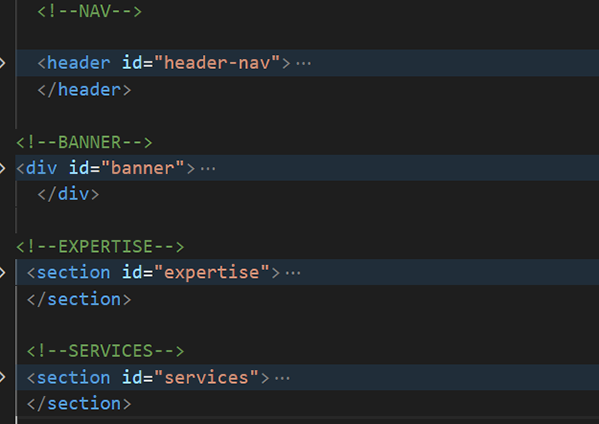 <!--NAV-->
<header id="header-nav">⋯
</header>
<!--BANNER-->
<div id="banner">⋯
</div>
<!--EXPERTISE-->
<section id="expertise">⋯
</section>
<!--SERVICES-->
<section id="services">⋯
</section>